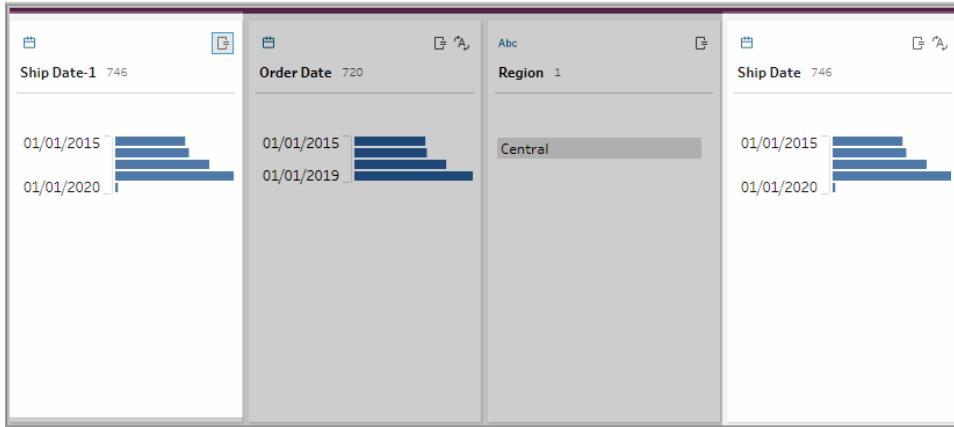 Ship Date-1 746
01/01/2015
01/01/2020
Order Date 720
01/01/2015
01/01/2019
Abc
Region 1
Central
Ship Date 746
01/01/2015
01/01/2020